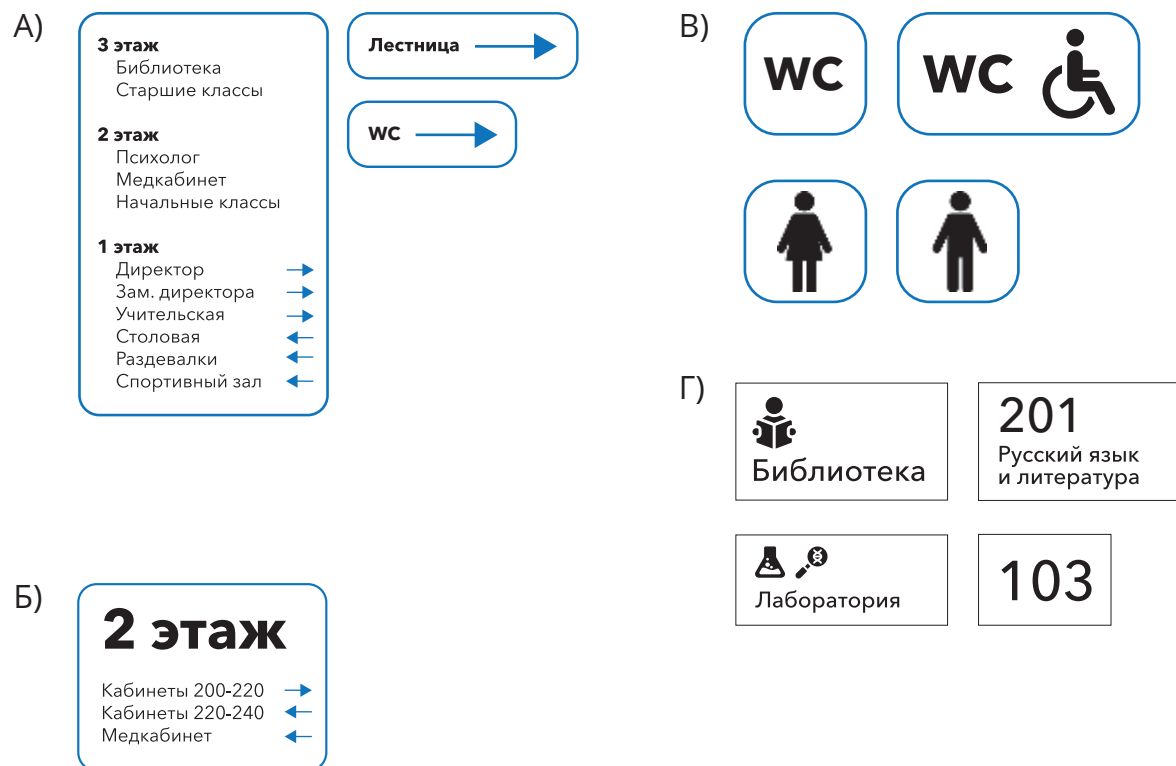 А)
3 этаж
Библиотека
Старшие классы
2 этаж
Психолог
Медкабинет
Начальные классы
1 этаж
Директор
Зам. директора
Учительская
Столовая
Раздевалки
Спортивный зал
Лестница
WC
Б)
2 этаж
Кабинеты 200-220
Кабинеты 220-240
Медкабинет
В)
WC
WC
Г)
Библиотека
201
Русский язык
и литература
Лаборатория
103